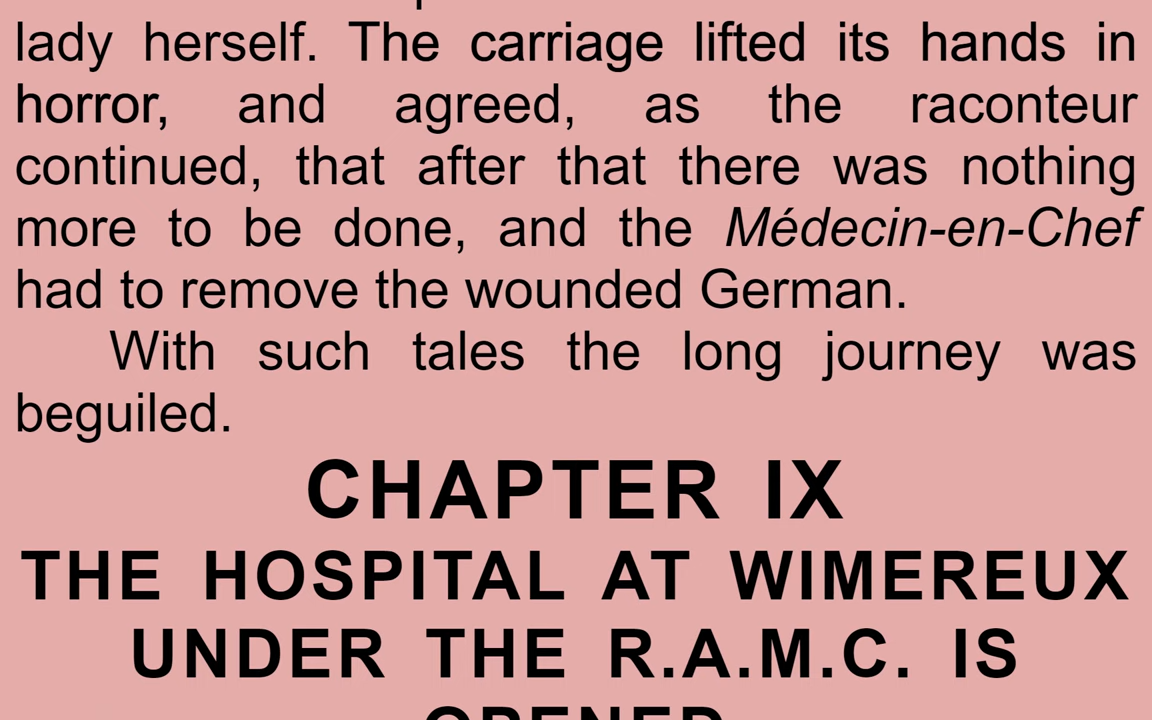 lady herself. The carriage lifted its hands in
horror, and agreed, as the raconteur
continued, that after that there was nothing
more to be done, and the Médecin-en-Chef
had to remove the wounded German.
With such tales the long journey was
beguiled.
CHAPTER IX
THE HOSPITAL AT WIMEREUX
UNDER THE R.A.M.C. IS
OPENED